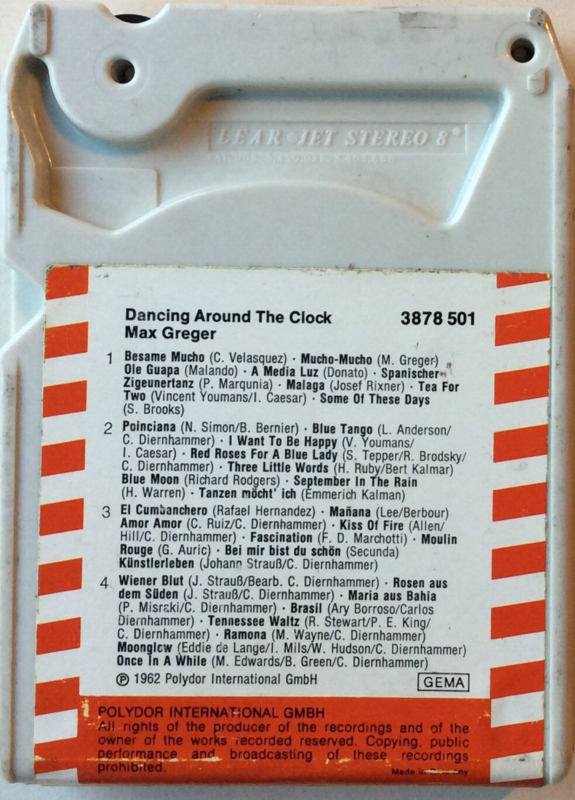 LEAR JET STEREO 8®
Dancing Around The Clock 3878 501
Max Greger
1 Besame Mucho (C. Velasquez) · Mucho-Mucho (M. Greger)
Ole Guapa (Malando) · A Media Luz (Donato) · Spanischer
Zigeunertanz (P. Marqunia) · Malaga (Josef Rixner) · Tea For
Two (Vincent Youmans/I. Caesar) · Some Of These Days
(S. Brooks)
2 Poinciana (N. Simon/B. Bernier) · Blue Tango (L. Anderson/
C. Diernhammer) · I Want To Be Happy (V. Youmans/
I. Caesar) · Red Roses For A Blue Lady (S. Tepper/R. Brodsky/
C. Diernhammer) · Three Little Words (H. Ruby/Bert Kalmar)
Blue Moon (Richard Rodgers) · September In The Rain
(H. Warren) · Tanzen möcht' ich (Emmerich Kalman)
3 El Cumbanchero (Rafael Hernandez) · Mañana (Lee/Berbour)
Amor Amor (C. Ruiz/C. Diernhammer) · Kiss Of Fire (Allen/
Hill/C. Diernhammer) · Fascination (F. D. Marchotti) · Moulin
Rouge (G. Auric) · Bei mir bist du schön (Secunda)
Künstlerleben (Johann Strauß/C. Diernhammer)
4 Wiener Blut (J. Strauß/Bearb. C. Diernhammer) · Rosen aus
dem Süden (J. Strauß/C. Diernhammer) · Maria aus Bahia
(P. Misraki/C. Diernhammer) · Brasil (Ary Borroso/Carlos
Diernhammer) · Tennessee Waltz (R. Stewart/P. E. King/
C. Diernhammer) · Ramona (M. Wayne/C. Diernhammer)
Moonglow (Eddie de Lange/I. Mils/W. Hudson/C. Diernhammer)
Once In A While (M. Edwards/B. Green/C. Diernhammer)
℗ 1962 Polydor International GmbH GEMA
POLYDOR INTERNATIONAL GMBH
All rights of the producer of the recordings and of the
owner of the works recorded reserved. Copying, public
performance and broadcasting of these recordings
prohibited.
Made in Germany